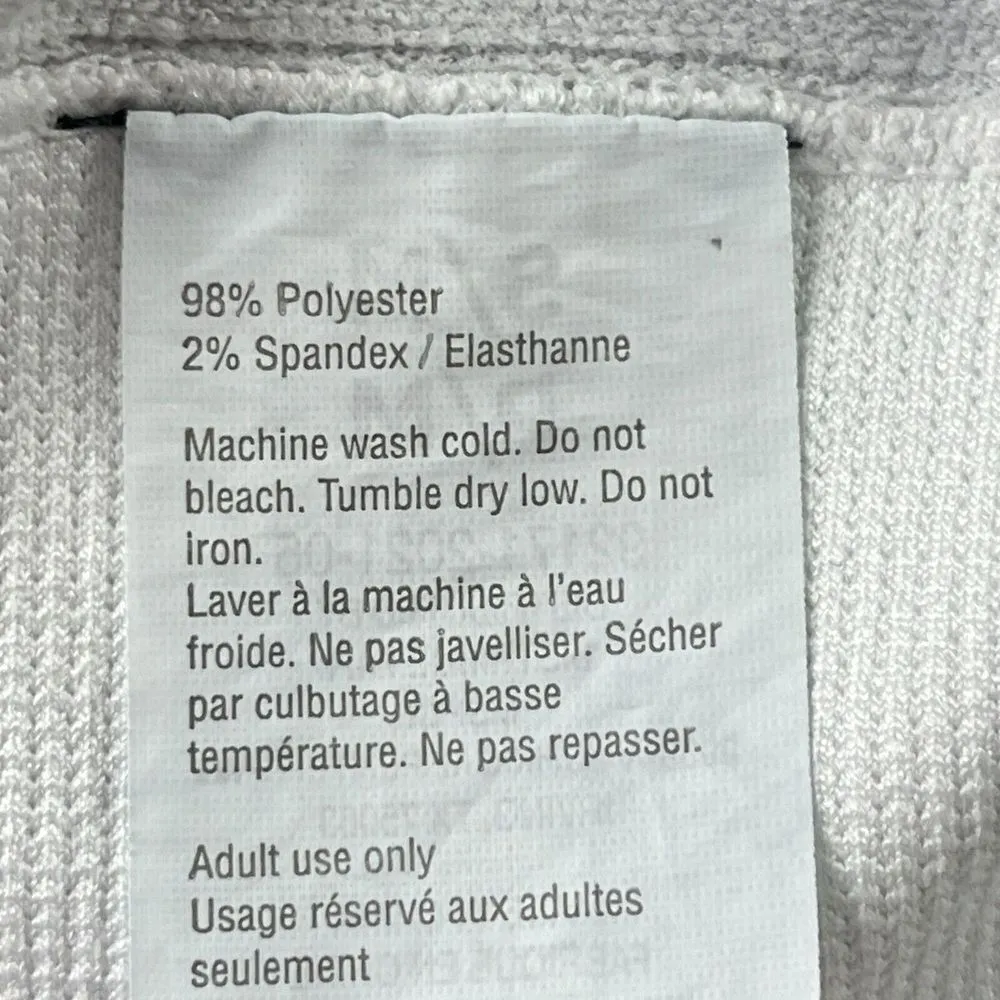 98% Polyester
2% Spandex / Elasthanne
Machine wash cold. Do not
bleach. Tumble dry low. Do not
iron.
Laver à la machine à l'eau
froide. Ne pas javelliser. Sécher
par culbutage à basse
température. Ne pas repasser.
Adult use only
Usage réservé aux adultes
seulement